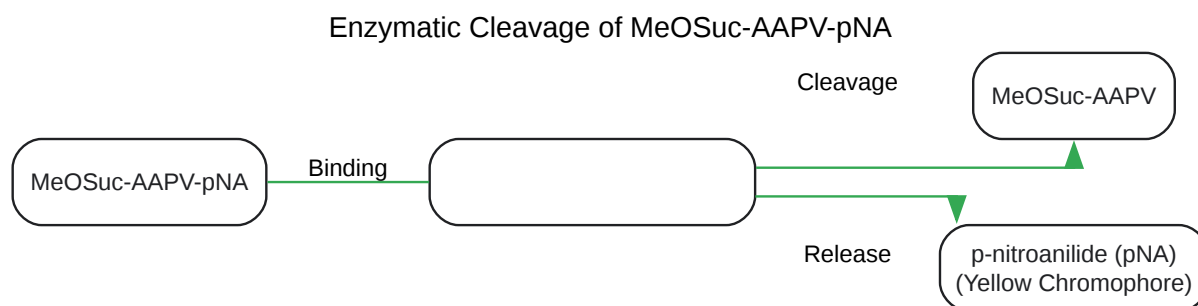 Enzymatic Cleavage of MeOSuc-AAPV-pNA
Cleavage
MeOSuc-AAPV
MeOSuc-AAPV-pNA
Binding
Release
p-nitroanilide (pNA)
(Yellow Chromophore)